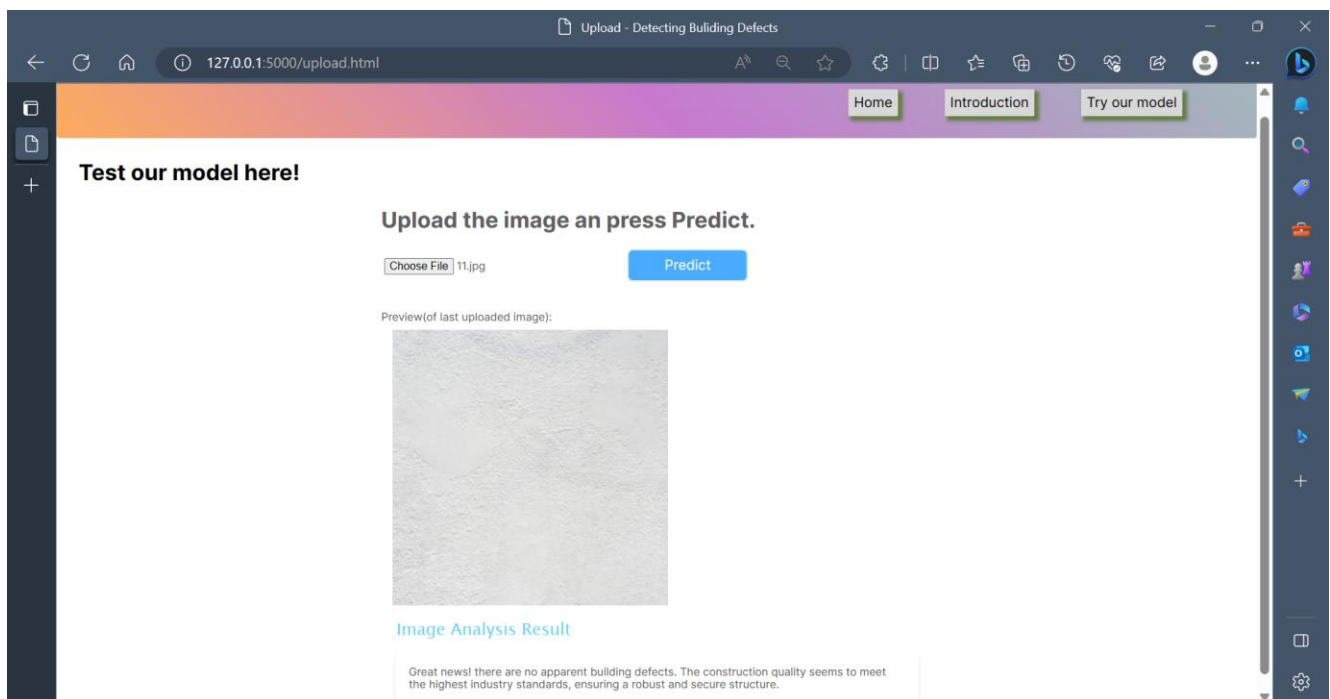 Upload - Detecting Buliding Defects
127.0.0.1:5000/upload.html
Home Introduction Try our model
Test our model here!
Upload the image an press Predict.
Choose File 11.jpg Predict
Preview(of last uploaded image):
Image Analysis Result
Great news! there are no apparent building defects. The construction quality seems to meet
the highest industry standards, ensuring a robust and secure structure.